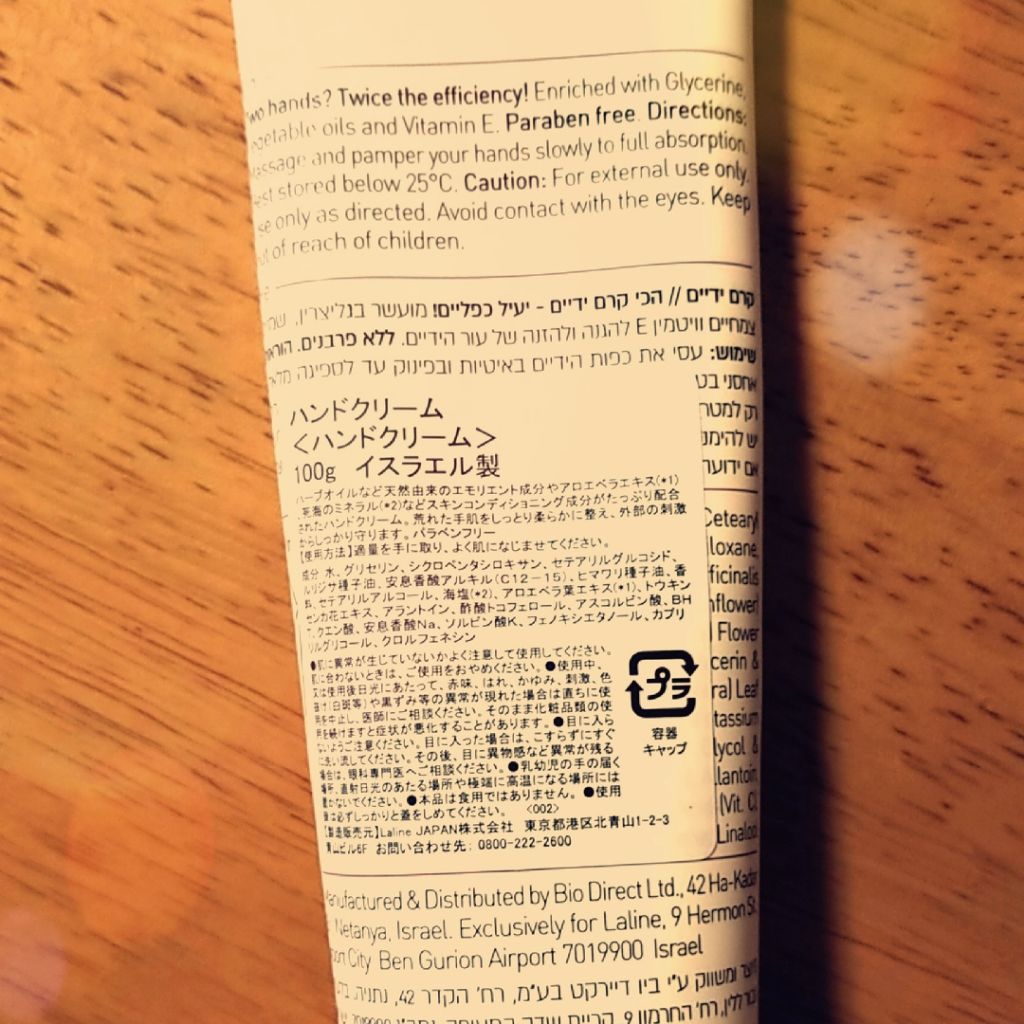 hands? Twice the efficiency! Enriched with Glycerine,
oils and Vitamin E. Paraben free. Directions:
and pamper your hands slowly to full absorption.
stored below 25°C. Caution: For external use only.
only as directed. Avoid contact with the eyes. Keep
of reach of children.
קרם ידיים // הכי קרם ידיים - יעיל כפליים! מועשר בגליצרין,
צמחיים וויטמין E להגנה ולהזנה של עור הידיים. ללא פרבנים.
שימוש: עסי את כפות הידיים באיטיות ובפינוק עד לספיגה
אחסני
רק
יש
אם
ハンドクリーム
<ハンドクリーム>
100g イスラエル製
ハーブオイルなど天然由来のエモリエント成分やアロエベラエキス(*1)
、死海のミネラル(*2)などスキンコンディショニング成分がたっぷり配合
されたハンドクリーム。荒れた手肌をしっとり柔らかに整え、外部の刺激
からしっかり守ります。パラベンフリー
【使用方法】適量を手に取り、よく肌になじませてください。
成分 水、グリセリン、シクロペンタシロキサン、セテアリルグルコシド、
ルリジサ種子油、安息香酸アルキル(C12-15)、ヒマワリ種子油、香
料、セテアリルアルコール、海塩(*2)、アロエベラ葉エキス(*1)、トウキン
センカ花エキス、アラントイン、酢酸トコフェロール、アスコルビン酸、BH
T、クエン酸、安息香酸Na、ソルビン酸K、フェノキシエタノール、カプリ
リルグリコール、クロルフェネシン
●肌に異常が生じていないかよく注意して使用してください。
肌に合わないときは、ご使用をおやめください。●使用中、
又は使用後日光にあたって、赤味、はれ、かゆみ、刺激、色
抜け(白斑等)や黒ずみ等の異常が現れた場合は直ちに使
用を中止し、医師にご相談ください。そのまま化粧品類の使
用を続けますと症状が悪化することがあります。●目に入ら
ないようご注意ください。目に入った場合は、こすらずにすぐ
に洗い流してください。その後、目に異物感など異常が残る
場合は、眼科専門医へご相談ください。●乳幼児の手の届く
場所、直射日光のあたる場所や極端に高温になる場所には
置かないでください。●本品は食用ではありません。●使用
後は必ずしっかりと蓋をしめてください。 <002>
【製造販売元】Laline JAPAN株式会社 東京都港区北青山1-2-3
青山ビル6F お問い合わせ先：0800-222-2600
プラ
容器
キャップ
Flower
&
Leaf
&
(Vit. C)
Manufactured & Distributed by Bio Direct Ltd., 42 Ha-Kadar
Netanya, Israel. Exclusively for Laline, 9 Hermon St.
City Ben Gurion Airport 7019900 Israel
ומשווק ע"י ביו דיירקט בע"מ, רח' הקדר 42, נתניה.
רח' החרמון 9,